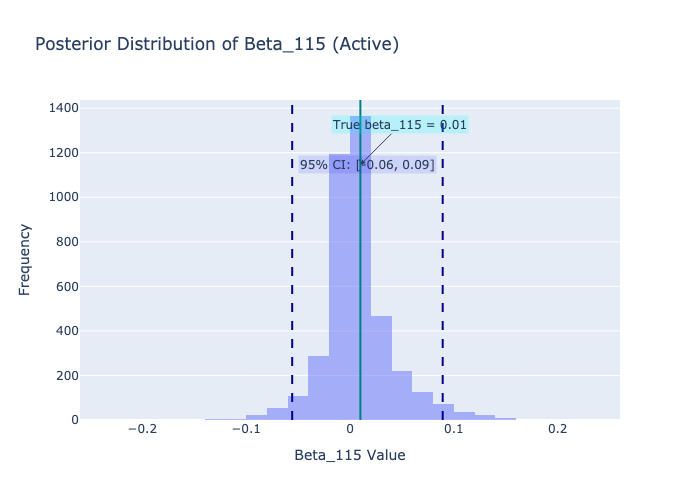 Posterior Distribution of Beta_115 (Active)
1400
1200
1000
800
600
400
200
0
Frequency
True beta_115 = 0.01
95% CI: [-0.06, 0.09]
−0.2
−0.1
0
0.1
0.2
Beta_115 Value